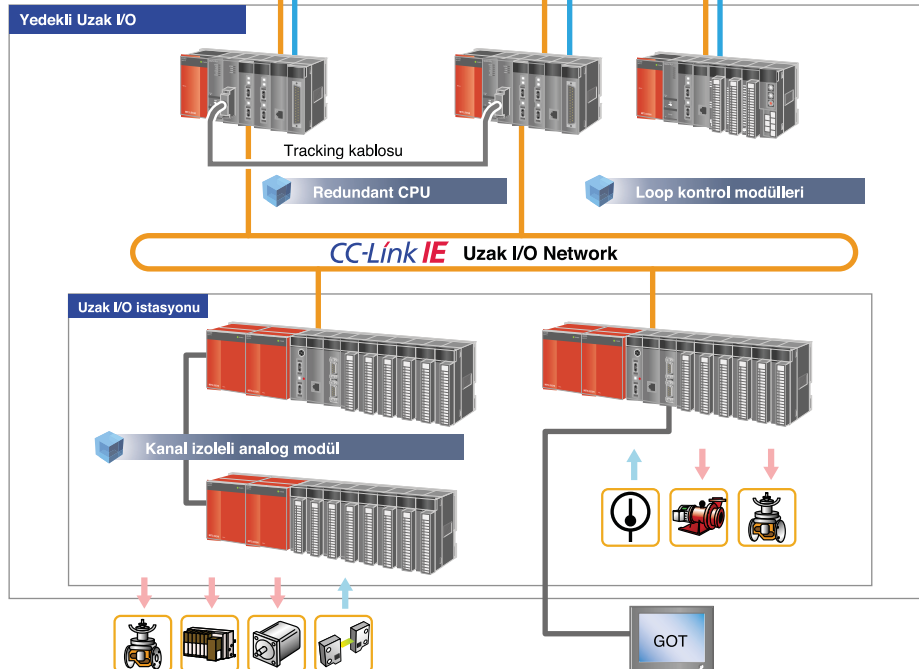 Yedekli Uzak I/O
Tracking kablosu
Redundant CPU
Loop kontrol modülleri
CC-Link IE Uzak I/O Network
Uzak I/O istasyonu
Kanal izoleli analog modül
GOT